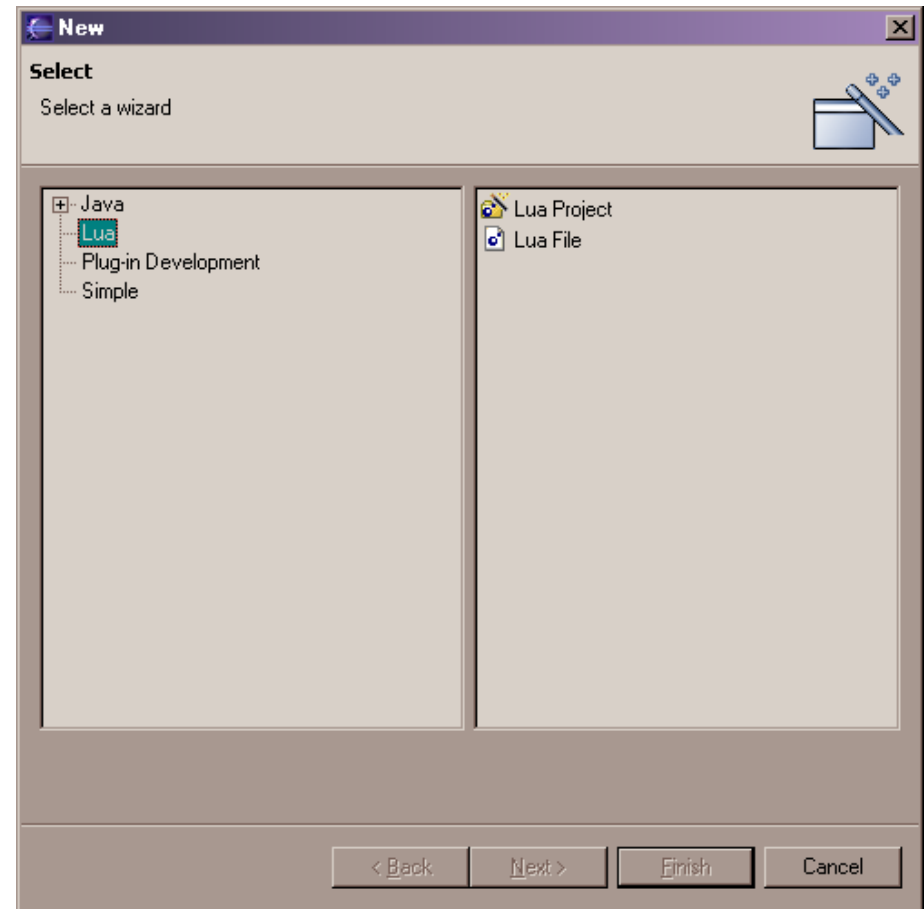 New
Select
Select a wizard
Java
Lua
Plug-in Development
Simple
Lua Project
Lua File
< Back
Next >
Finish
Cancel